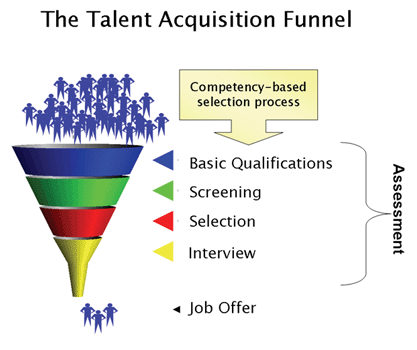 The Talent Acquisition Funnel
Competency-based
selection process
Basic Qualifications
Screening
Selection
Interview
Assessment
Job Offer